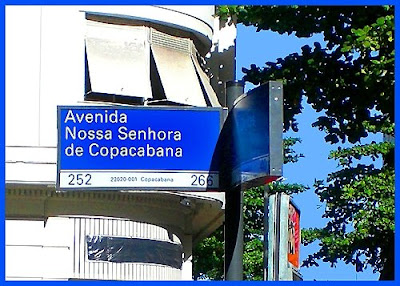 Avenida
Nossa Senhora
de Copacabana
252 22020-001 Copacabana 266